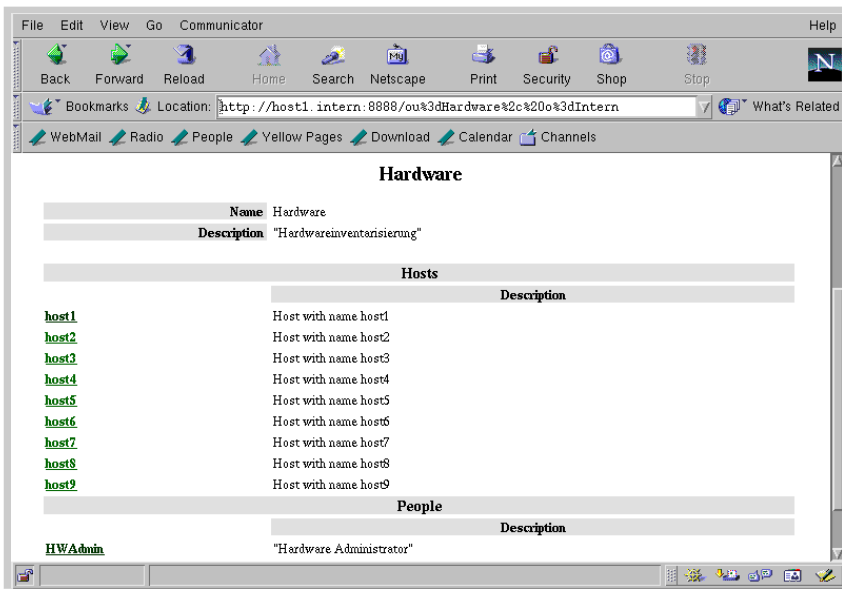 File Edit View Go Communicator Help
Back Forward Reload Home Search Netscape Print Security Shop Stop
My
N
Bookmarks Location: http://host1.intern:8888/ou%3dHardware%2c%20o%3dIntern What's Related
WebMail Radio People Yellow Pages Download Calendar Channels
Hardware
Name Hardware
Description "Hardwareinventarisierung"
Hosts
Description
host1 Host with name host1
host2 Host with name host2
host3 Host with name host3
host4 Host with name host4
host5 Host with name host5
host6 Host with name host6
host7 Host with name host7
host8 Host with name host8
host9 Host with name host9
People
Description
HWAdmin "Hardware Administrator"